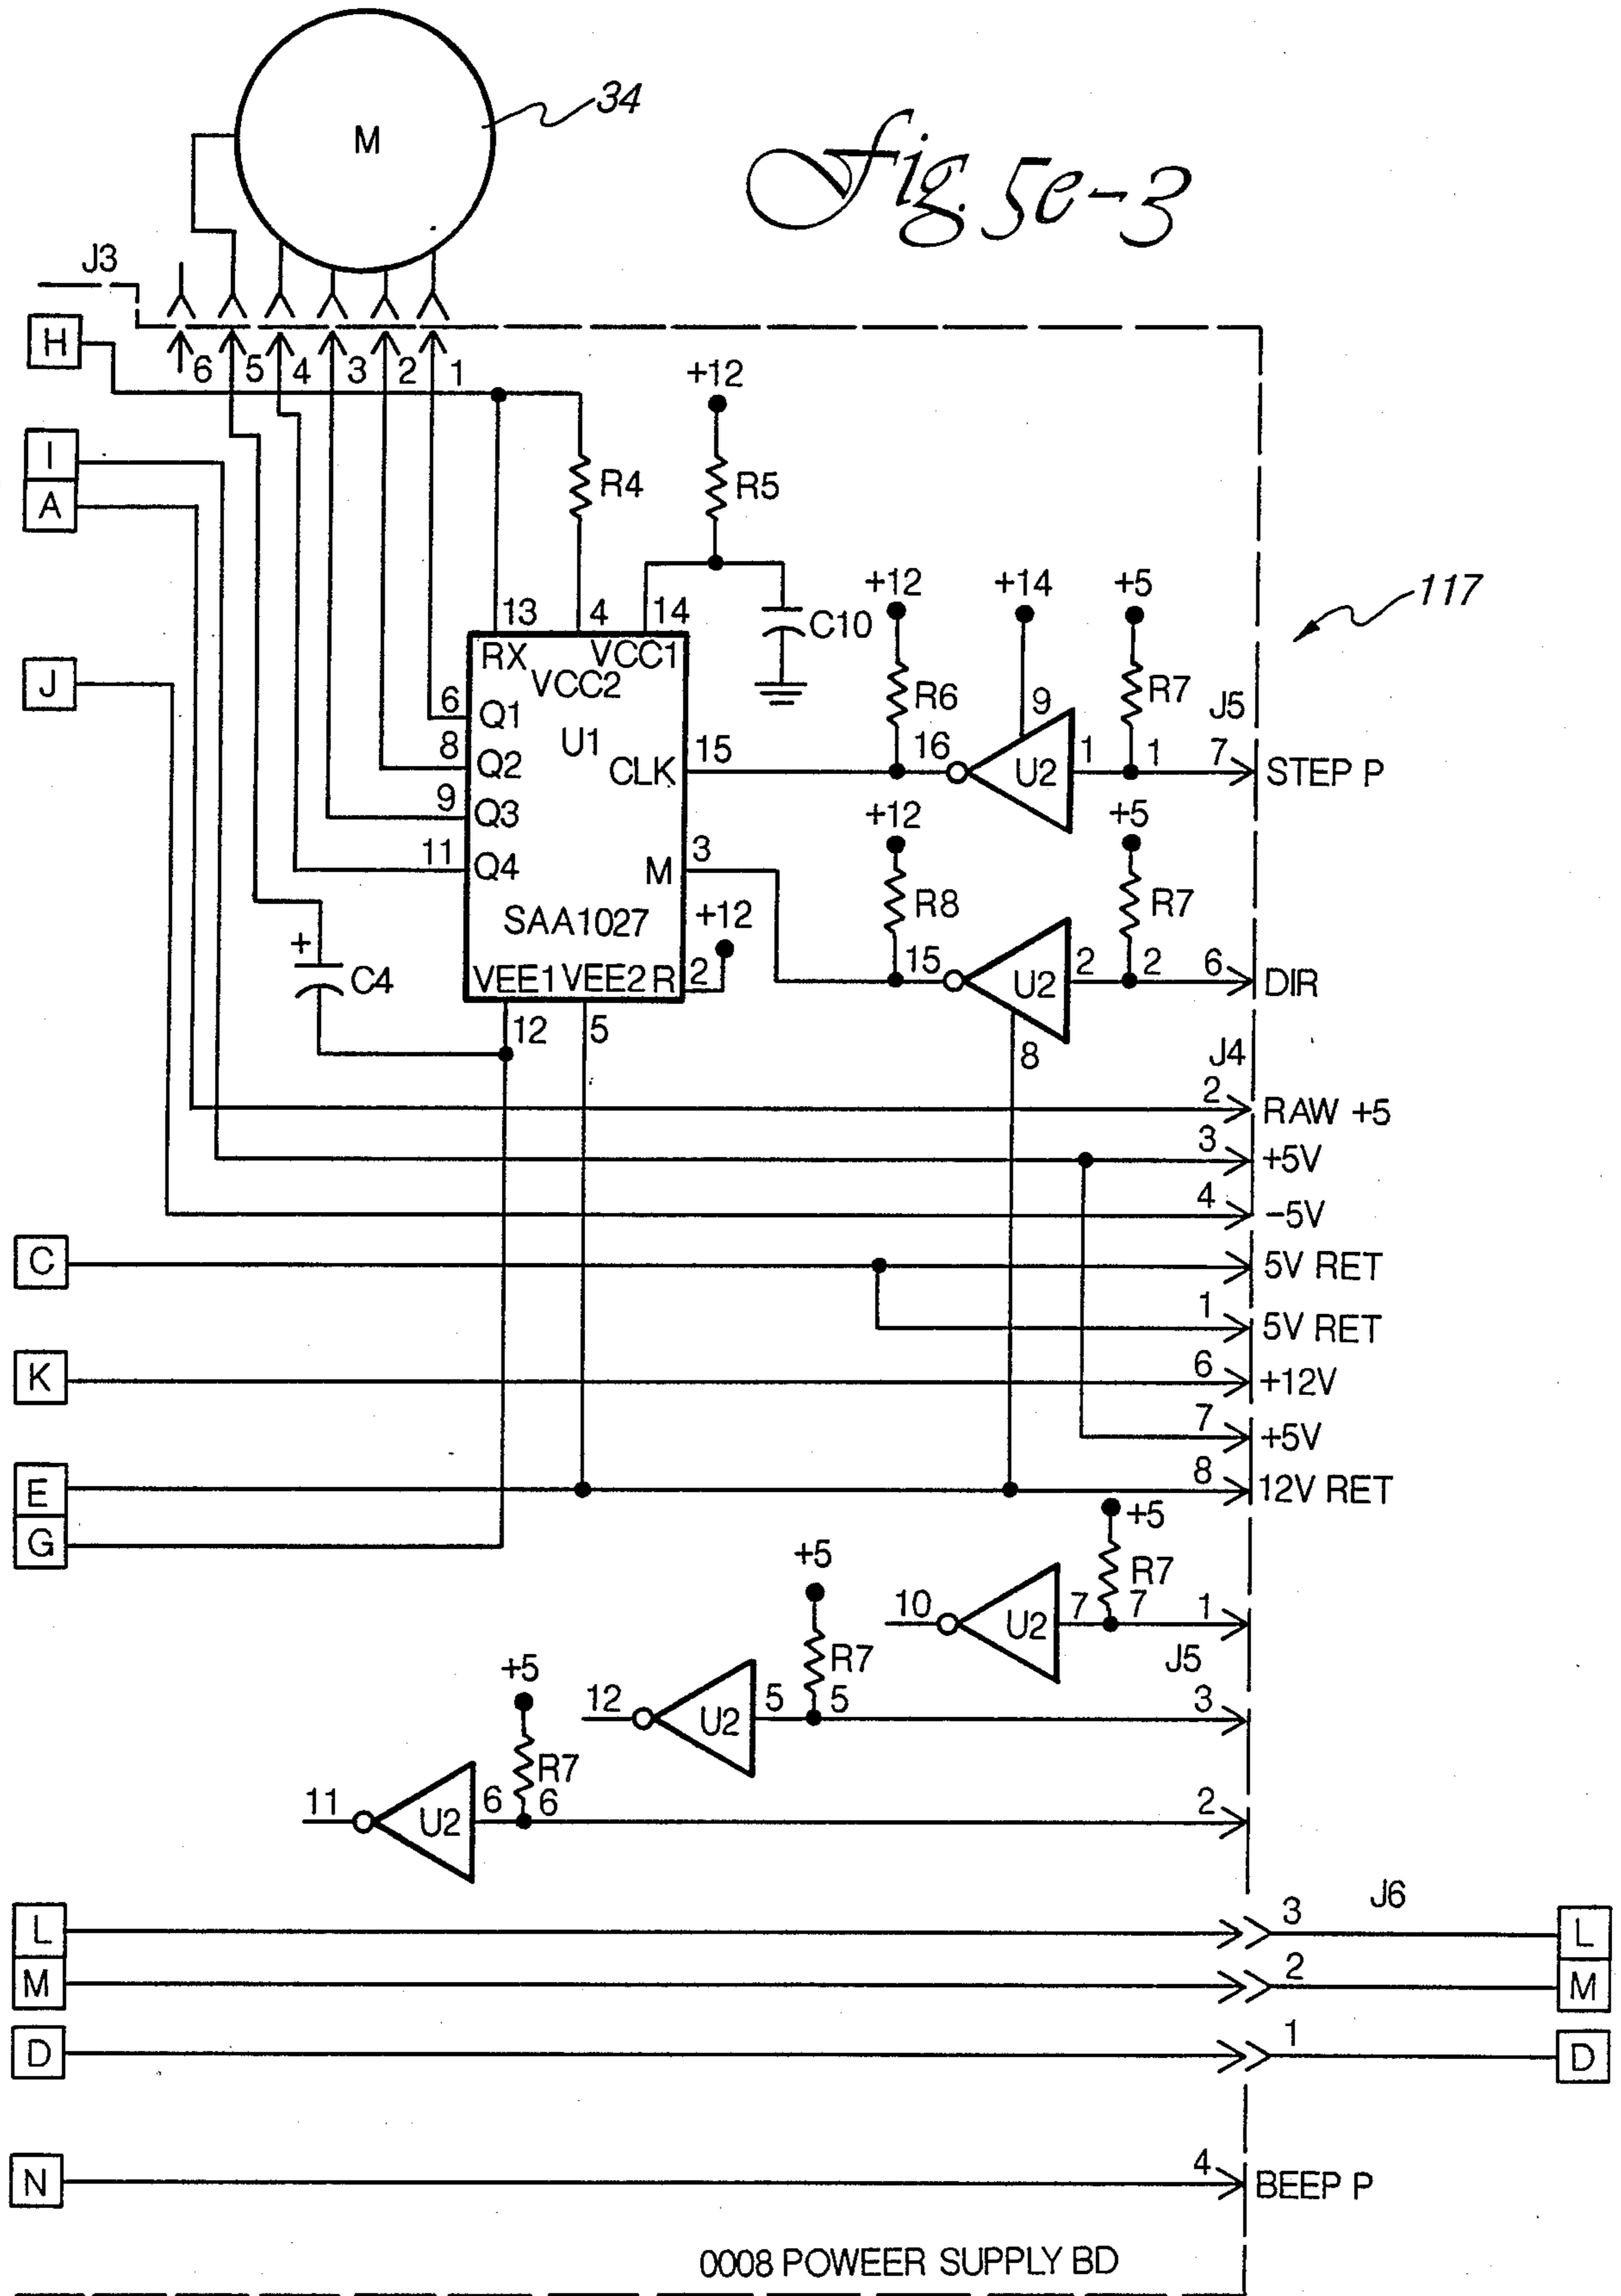 34
M
Fig. 5e-3
J3
H
6 5 4 3 2 1
+12
I
A
R4
R5
+12
+14
+5
117
13 4 14
C10
RX VCC1
VCC2
J
R6
9
R7
J5
6 Q1
U1
8 Q2
CLK 15
16
U2
1 1 7
STEP P
9 Q3
+12
+5
11 Q4
M 3
R8
R7
SAA1027
+12
+
C4
VEE1 VEE2 R 2
15
U2
2 2 6
DIR
12 5
8
J4
2 RAW +5
3 +5V
4 -5V
C
5V RET
1 5V RET
K
6 +12V
7 +5V
E
8 12V RET
G
+5
+5
R7
10
U2
7 7 1
+5
R7
J5
12
U2
5 5 3
R7
11
U2
6 6 2
J6
L 3 L
M 2 M
D 1 D
N 4 BEEP P
0008 POWEER SUPPLY BD